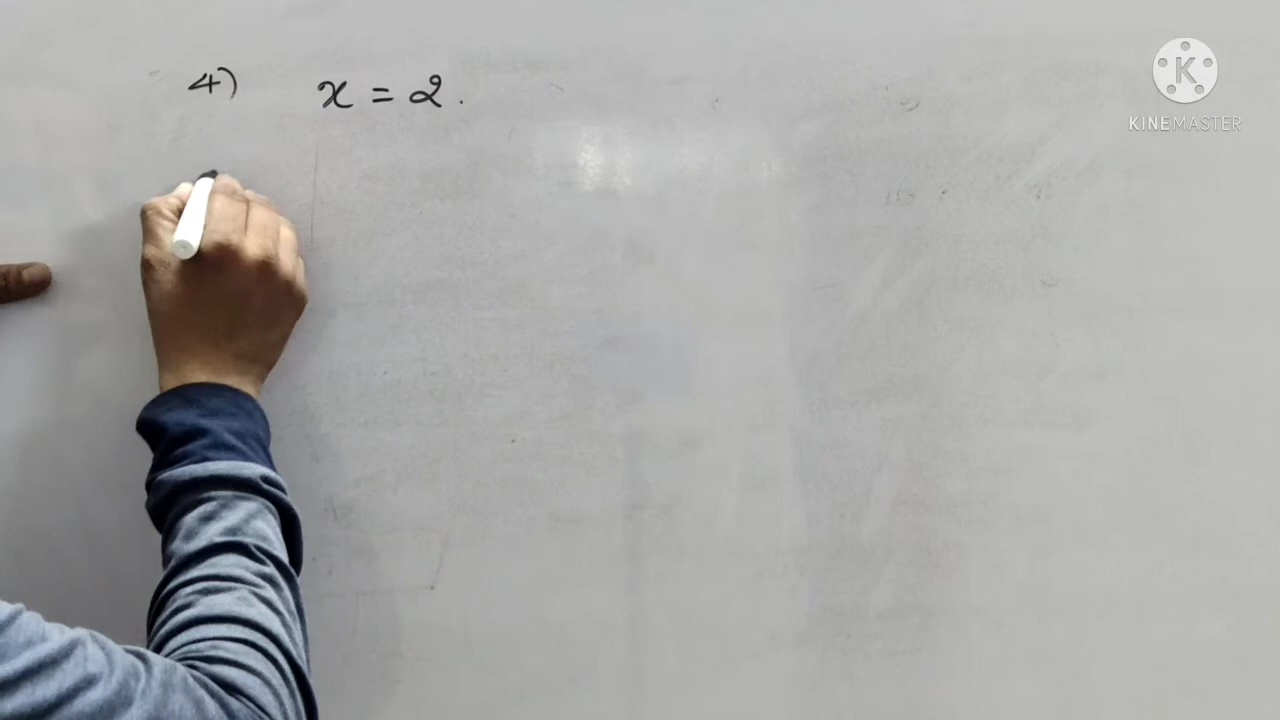 4) x = 2.
K
KINEMASTER